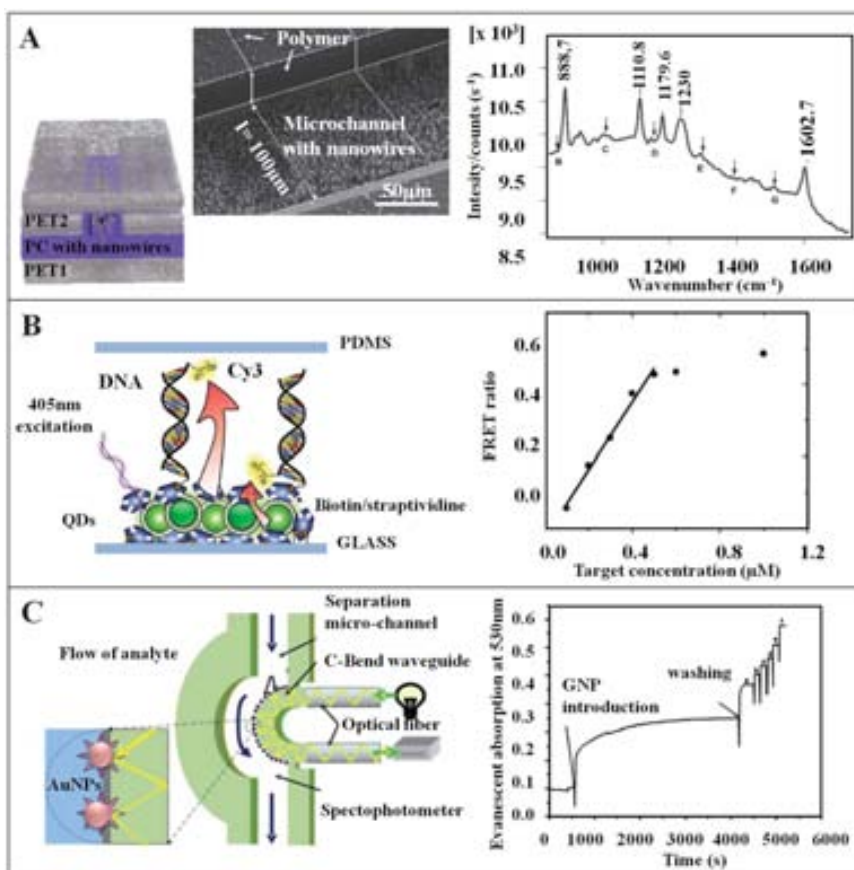 A
Polymer
Microchannel
with nanowires
l = 100µm
50µm
PET2
PC with nanowires
PET1
[x 10³]
11.0
10.5
10.0
9.5
9.0
8.5
Intesity/counts (s⁻¹)
888,7
1110.8
1179.6
1230
1602.7
C
D
E
F
G
1000
1200
1400
1600
Wavenumber (cm⁻¹)
B
PDMS
DNA
Cy3
405nm
excitation
QDs
Biotin/straptividine
GLASS
FRET ratio
0.6
0.4
0.2
0.0
0.0
0.4
0.8
1.2
Target concentration (µM)
C
Flow of analyte
Separation
micro-channel
C-Bend waveguide
Optical fiber
AuNPs
Spectophotometer
Evanescent absorption at 530nm
0.6
0.5
0.4
0.3
0.2
0.1
0.0
GNP
introduction
washing
0
1000
2000
3000
4000
5000
6000
Time (s)